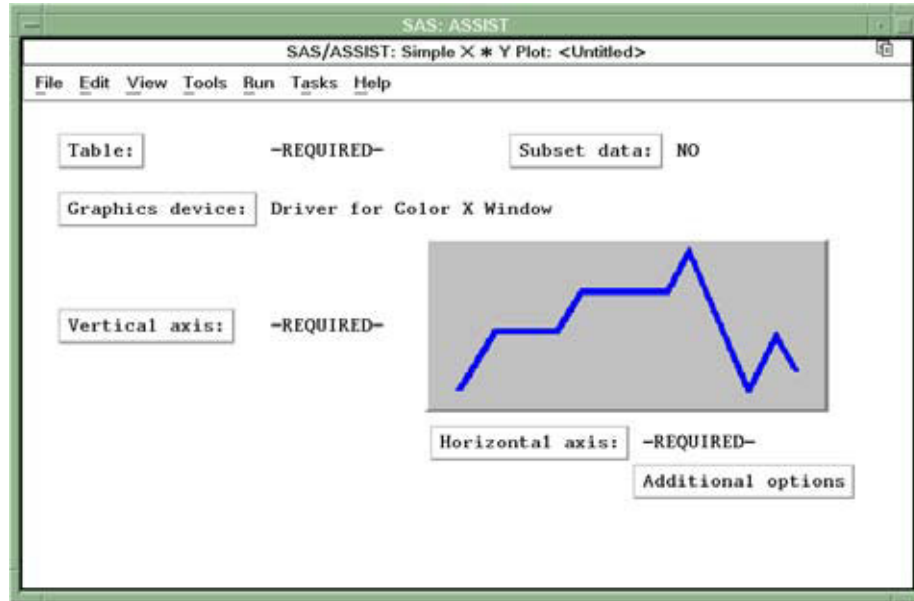 SAS: ASSIST
SAS/ASSIST: Simple X * Y Plot: <Untitled>
File Edit View Tools Run Tasks Help
Table: -REQUIRED- Subset data: NO
Graphics device: Driver for Color X Window
Vertical axis: -REQUIRED-
Horizontal axis: -REQUIRED-
Additional options